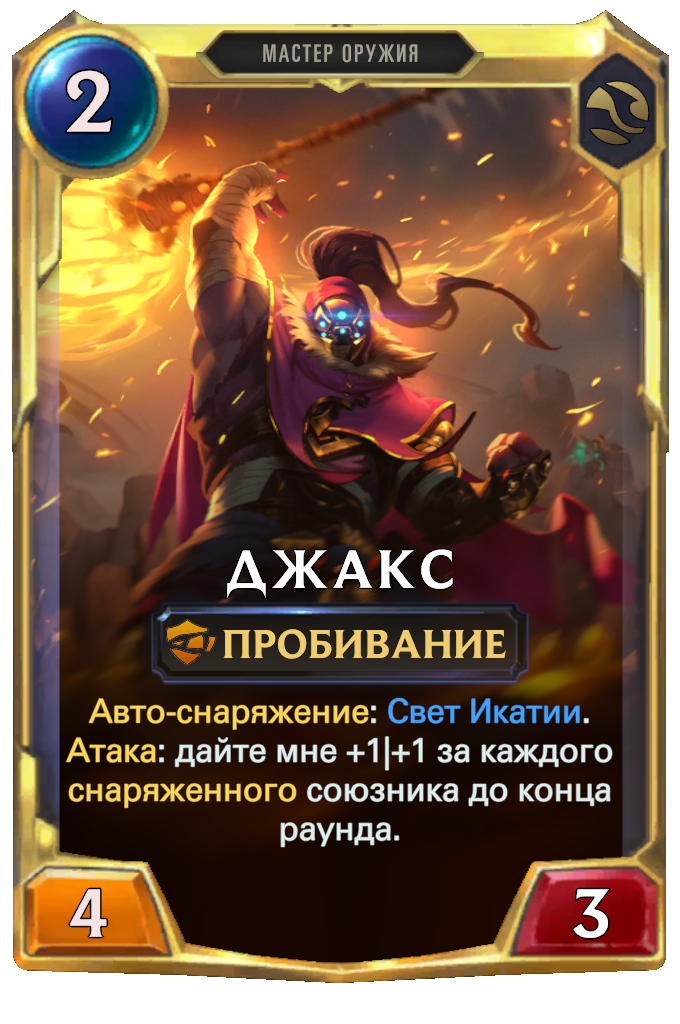 МАСТЕР ОРУЖИЯ
2
ДЖАКС
ПРОБИВАНИЕ
Авто-снаряжение: Свет Икатии.
Атака: дайте мне +1|+1 за каждого
снаряженного союзника до конца
раунда.
4
3